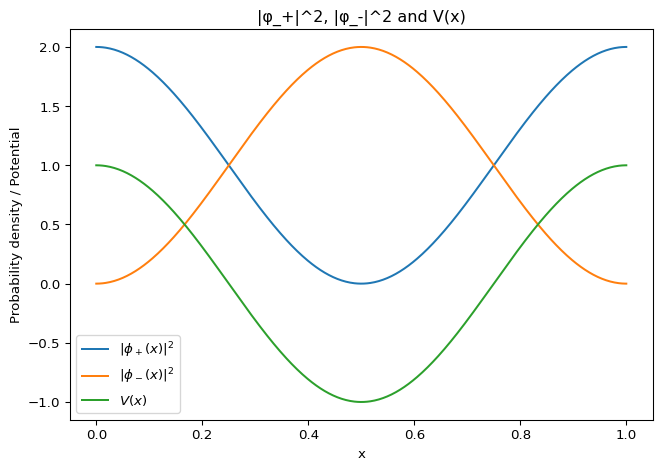 |φ_+|^2, |φ_-|^2 and V(x)
Probability density / Potential
2.0
1.5
1.0
0.5
0.0
−0.5
−1.0
|ϕ₊(x)|²
|ϕ₋(x)|²
V(x)
0.0 0.2 0.4 0.6 0.8 1.0
x